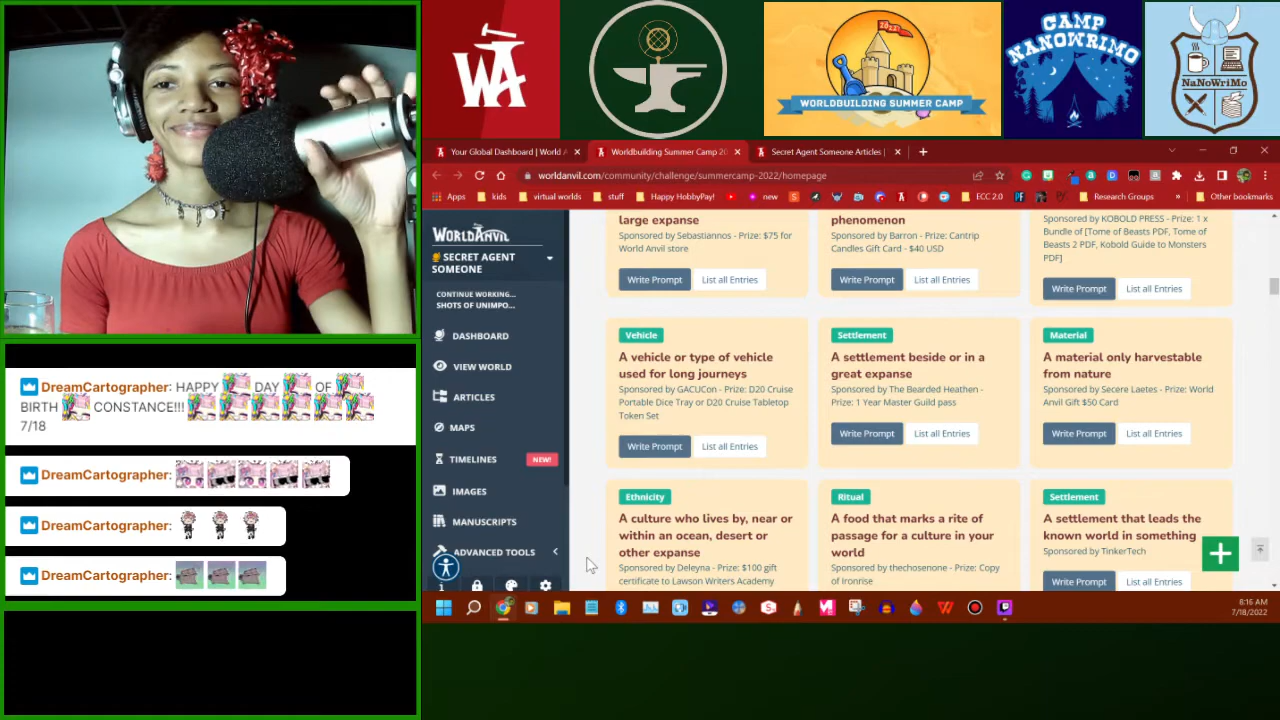 WA
2022
WORLDBUILDING SUMMER CAMP
CAMP
NANOWRIMO
NaNoWriMo
Your Global Dashboard | World A
Worldbuilding Summer Camp 20
Secret Agent Someone Articles |
worldanvil.com/community/challenge/summercamp-2022/homepage
Apps
kids
virtual worlds
stuff
Happy HobbyPay!
new
ECC 2.0
Research Groups
»
Other bookmarks
WORLDANVIL
SECRET AGENT
SOMEONE
CONTINUE WORKING...
SHOTS OF UNIMPO...
DASHBOARD
VIEW WORLD
ARTICLES
MAPS
TIMELINES
NEW!
IMAGES
MANUSCRIPTS
ADVANCED TOOLS
large expanse
Sponsored by Sebastiannos - Prize: $75 for
World Anvil store
Write Prompt
List all Entries
phenomenon
Sponsored by Barron - Prize: Cantrip
Candles Gift Card - $40 USD
Write Prompt
List all Entries
Sponsored by KOBOLD PRESS - Prize: 1 x
Bundle of [Tome of Beasts PDF, Tome of
Beasts 2 PDF, Kobold Guide to Monsters
PDF]
Write Prompt
List all Entries
Vehicle
A vehicle or type of vehicle
used for long journeys
Sponsored by GACUCon - Prize: D20 Cruise
Portable Dice Tray or D20 Cruise Tabletop
Token Set
Write Prompt
List all Entries
Settlement
A settlement beside or in a
great expanse
Sponsored by The Bearded Heathen -
Prize: 1 Year Master Guild pass
Write Prompt
List all Entries
Material
A material only harvestable
from nature
Sponsored by Secere Laetes - Prize: World
Anvil Gift $50 Card
Write Prompt
List all Entries
Ethnicity
A culture who lives by, near or
within an ocean, desert or
other expanse
Sponsored by Deleyna - Prize: $100 gift
certificate to Lawson Writers Academy
Ritual
A food that marks a rite of
passage for a culture in your
world
Sponsored by thechosenone - Prize: Copy
of Ironrise
Settlement
A settlement that leads the
known world in something
Sponsored by TinkerTech
Write Prompt
List all Entries
8:16 AM
7/18/2022
DreamCartographer: HAPPY DAY OF
BIRTH CONSTANCE!!!
7/18
DreamCartographer:
DreamCartographer:
DreamCartographer: